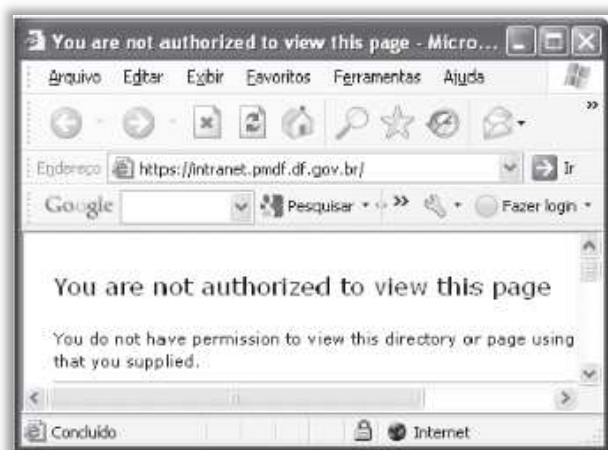 You are not authorized to view this page - Micro...
Arquivo Editar Exibir Favoritos Ferramentas Ajuda
Endereço https://intranet.pmdf.df.gov.br/ Ir
Google Pesquisar Fazer login
You are not authorized to view this page
You do not have permission to view this directory or page using
that you supplied.
Concluído Internet